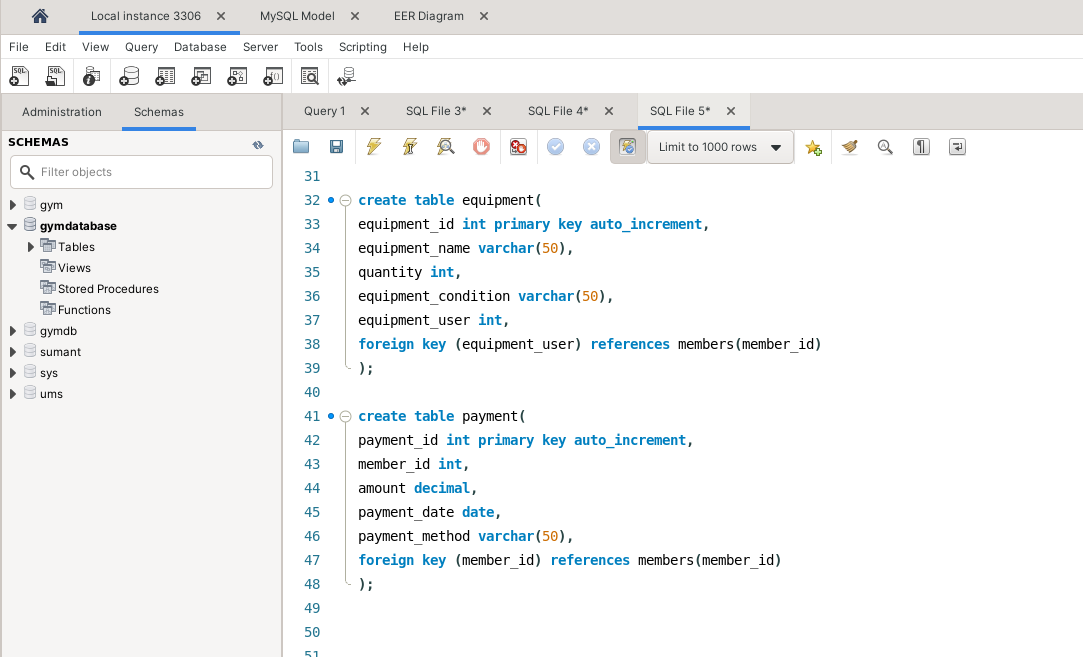 Local instance 3306 MySQL Model EER Diagram
File Edit View Query Database Server Tools Scripting Help
Administration Schemas Query 1 SQL File 3* SQL File 4* SQL File 5*
SCHEMAS
Limit to 1000 rows
Filter objects
gym
gymdatabase
Tables
Views
Stored Procedures
Functions
gymdb
sumant
sys
ums
31
32 create table equipment(
33 equipment_id int primary key auto_increment,
34 equipment_name varchar(50),
35 quantity int,
36 equipment_condition varchar(50),
37 equipment_user int,
38 foreign key (equipment_user) references members(member_id)
39 );
40
41 create table payment(
42 payment_id int primary key auto_increment,
43 member_id int,
44 amount decimal,
45 payment_date date,
46 payment_method varchar(50),
47 foreign key (member_id) references members(member_id)
48 );
49
50
51